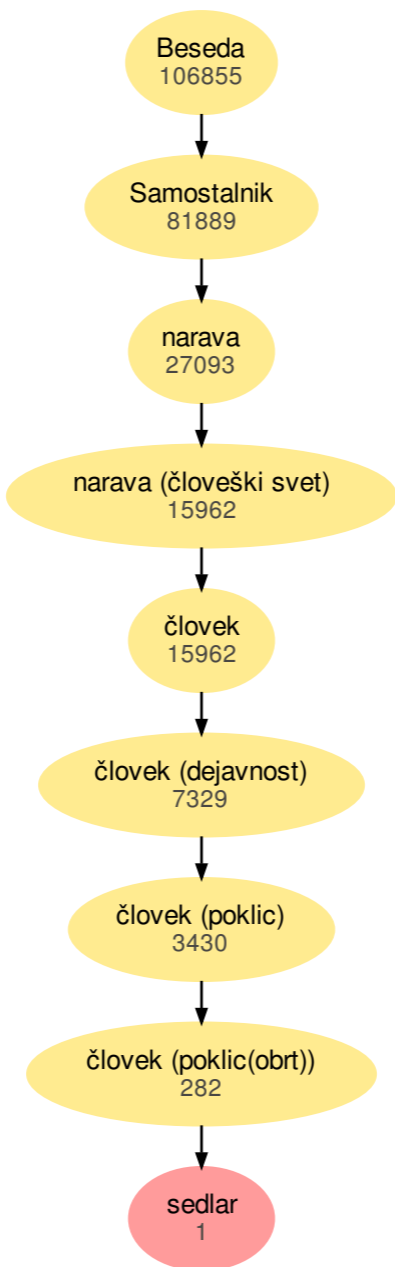 Beseda
106855
Samostalnik
81889
narava
27093
narava (človeški svet)
15962
človek
15962
človek (dejavnost)
7329
človek (poklic)
3430
človek (poklic(obrt))
282
sedlar
1